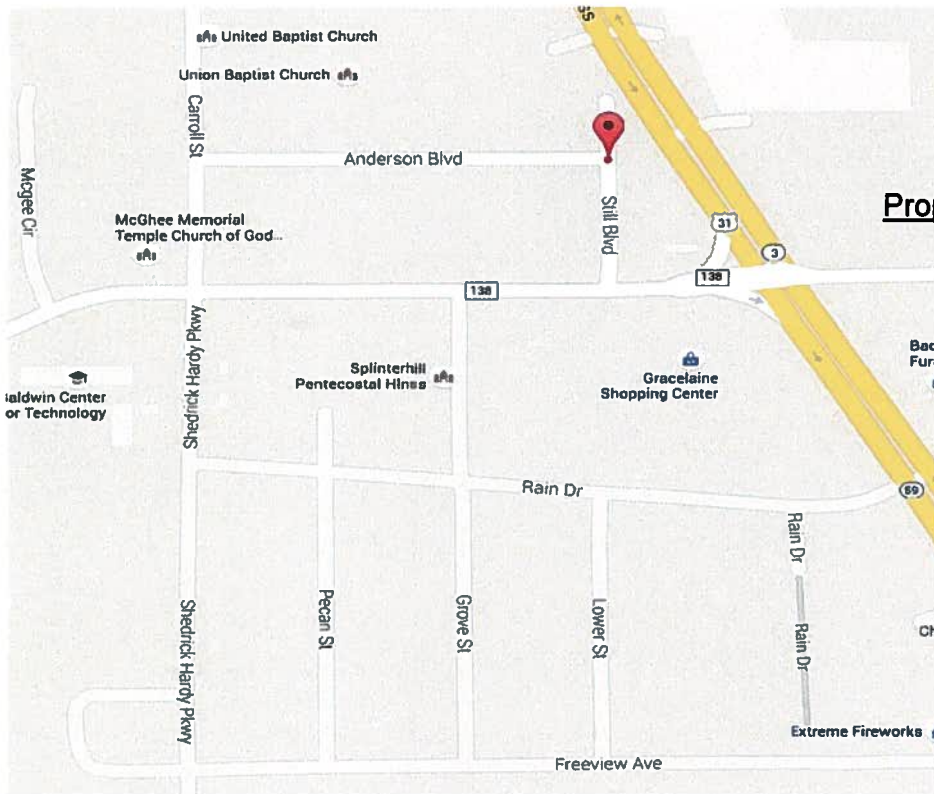 65
United Baptist Church
Union Baptist Church
Carroll St
Anderson Blvd
Mcgee Cir
Still Blvd
McGhee Memorial
Temple Church of God...
31
3
138
138
Shedrick Hardy Pkwy
Splinterhill
Pentecostal Hlnss
Gracelaine
Shopping Center
Baldwin Center
or Technology
Rain Dr
59
Rain Dr
Rain Dr
Pecan St
Grove St
Lower St
Shedrick Hardy Pkwy
Extreme Fireworks
Freeview Ave